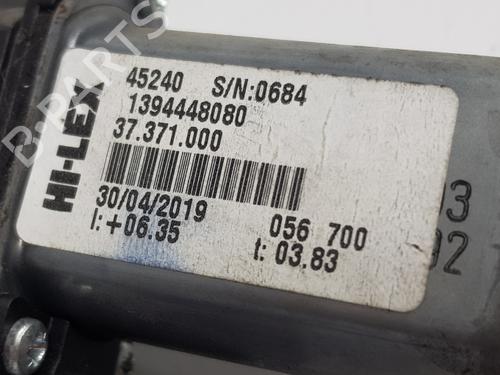 B-PARTS
HI-LEX
45240 S/N:0684
1394448080
37.371.000
30/04/2019 056 700
I:+06.35 t: 03.83